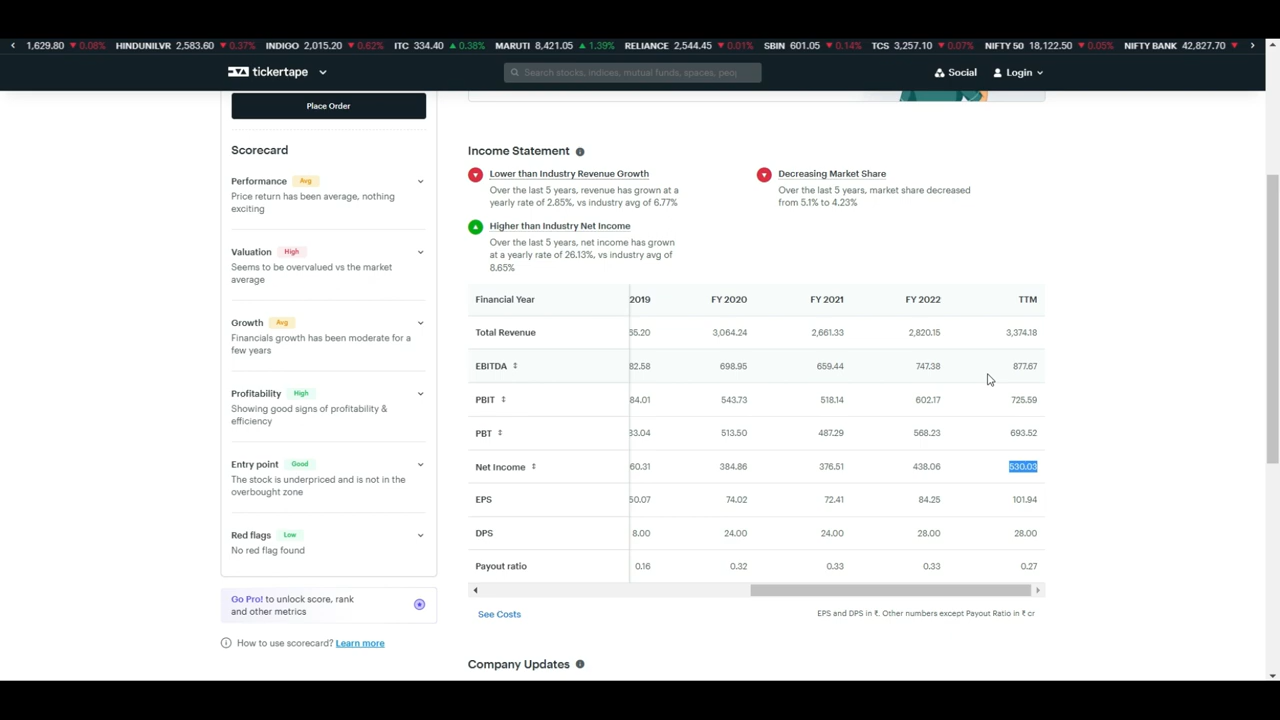 1,629.80 ▼ 0.08% HINDUNILVR 2,583.60 ▼ 0.37% INDIGO 2,015.20 ▼ 0.62% ITC 334.40 ▲ 0.38% MARUTI 8,421.05 ▲ 1.39% RELIANCE 2,544.45 ▼ 0.01% SBIN 601.05 ▼ 0.14% TCS 3,257.10 ▼ 0.07% NIFTY 50 18,122.50 ▼ 0.05% NIFTY BANK 42,827.70 ▼
tickertape
Search stocks, indices, mutual funds, spaces, peo
Social
Login
Place Order
Scorecard
Performance Avg
Price return has been average, nothing
exciting
Valuation High
Seems to be overvalued vs the market
average
Growth Avg
Financials growth has been moderate for a
few years
Profitability High
Showing good signs of profitability &
efficiency
Entry point Good
The stock is underpriced and is not in the
overbought zone
Red flags Low
No red flag found
Go Pro! to unlock score, rank
and other metrics
How to use scorecard? Learn more
Income Statement
Lower than Industry Revenue Growth
Over the last 5 years, revenue has grown at a
yearly rate of 2.85%, vs industry avg of 6.77%
Decreasing Market Share
Over the last 5 years, market share decreased
from 5.1% to 4.23%
Higher than Industry Net Income
Over the last 5 years, net income has grown
at a yearly rate of 26.13%, vs industry avg of
8.65%
Financial Year 2019 FY 2020 FY 2021 FY 2022 TTM
Total Revenue 55.20 3,064.24 2,661.33 2,820.15 3,374.18
EBITDA 82.58 698.95 659.44 747.38 877.67
PBIT 84.01 543.73 518.14 602.17 725.59
PBT 33.04 513.50 487.29 568.23 693.52
Net Income 60.31 384.86 376.51 438.06 530.03
EPS 50.07 74.02 72.41 84.25 101.94
DPS 8.00 24.00 24.00 28.00 28.00
Payout ratio 0.16 0.32 0.33 0.33 0.27
See Costs
EPS and DPS in ₹. Other numbers except Payout Ratio in ₹ cr
Company Updates